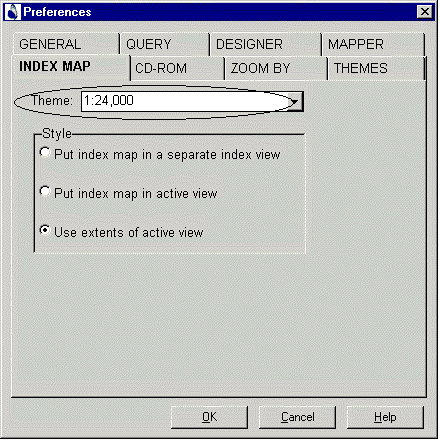 Preferences
GENERAL QUERY DESIGNER MAPPER
INDEX MAP CD-ROM ZOOM BY THEMES
Theme: 1:24,000
Style
Put index map in a separate index view
Put index map in active view
Use extents of active view
OK Cancel Help